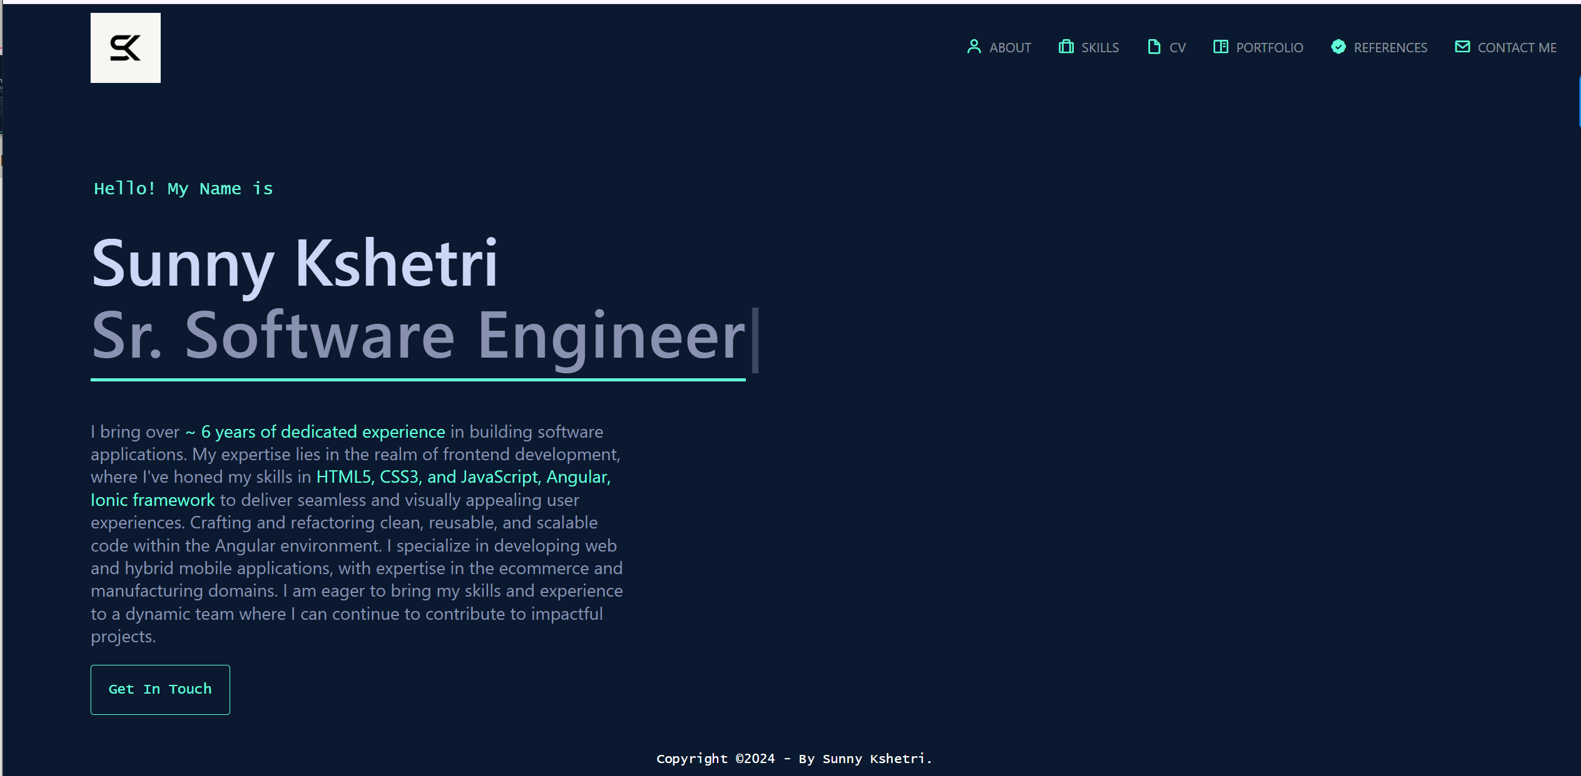 SK
ABOUT SKILLS CV PORTFOLIO REFERENCES CONTACT ME
Hello! My Name is
Sunny Kshetri
Sr. Software Engineer
I bring over ~ 6 years of dedicated experience in building software
applications. My expertise lies in the realm of frontend development,
where I've honed my skills in HTML5, CSS3, and JavaScript, Angular,
Ionic framework to deliver seamless and visually appealing user
experiences. Crafting and refactoring clean, reusable, and scalable
code within the Angular environment. I specialize in developing web
and hybrid mobile applications, with expertise in the ecommerce and
manufacturing domains. I am eager to bring my skills and experience
to a dynamic team where I can continue to contribute to impactful
projects.
Get In Touch
Copyright ©2024 - By Sunny Kshetri.